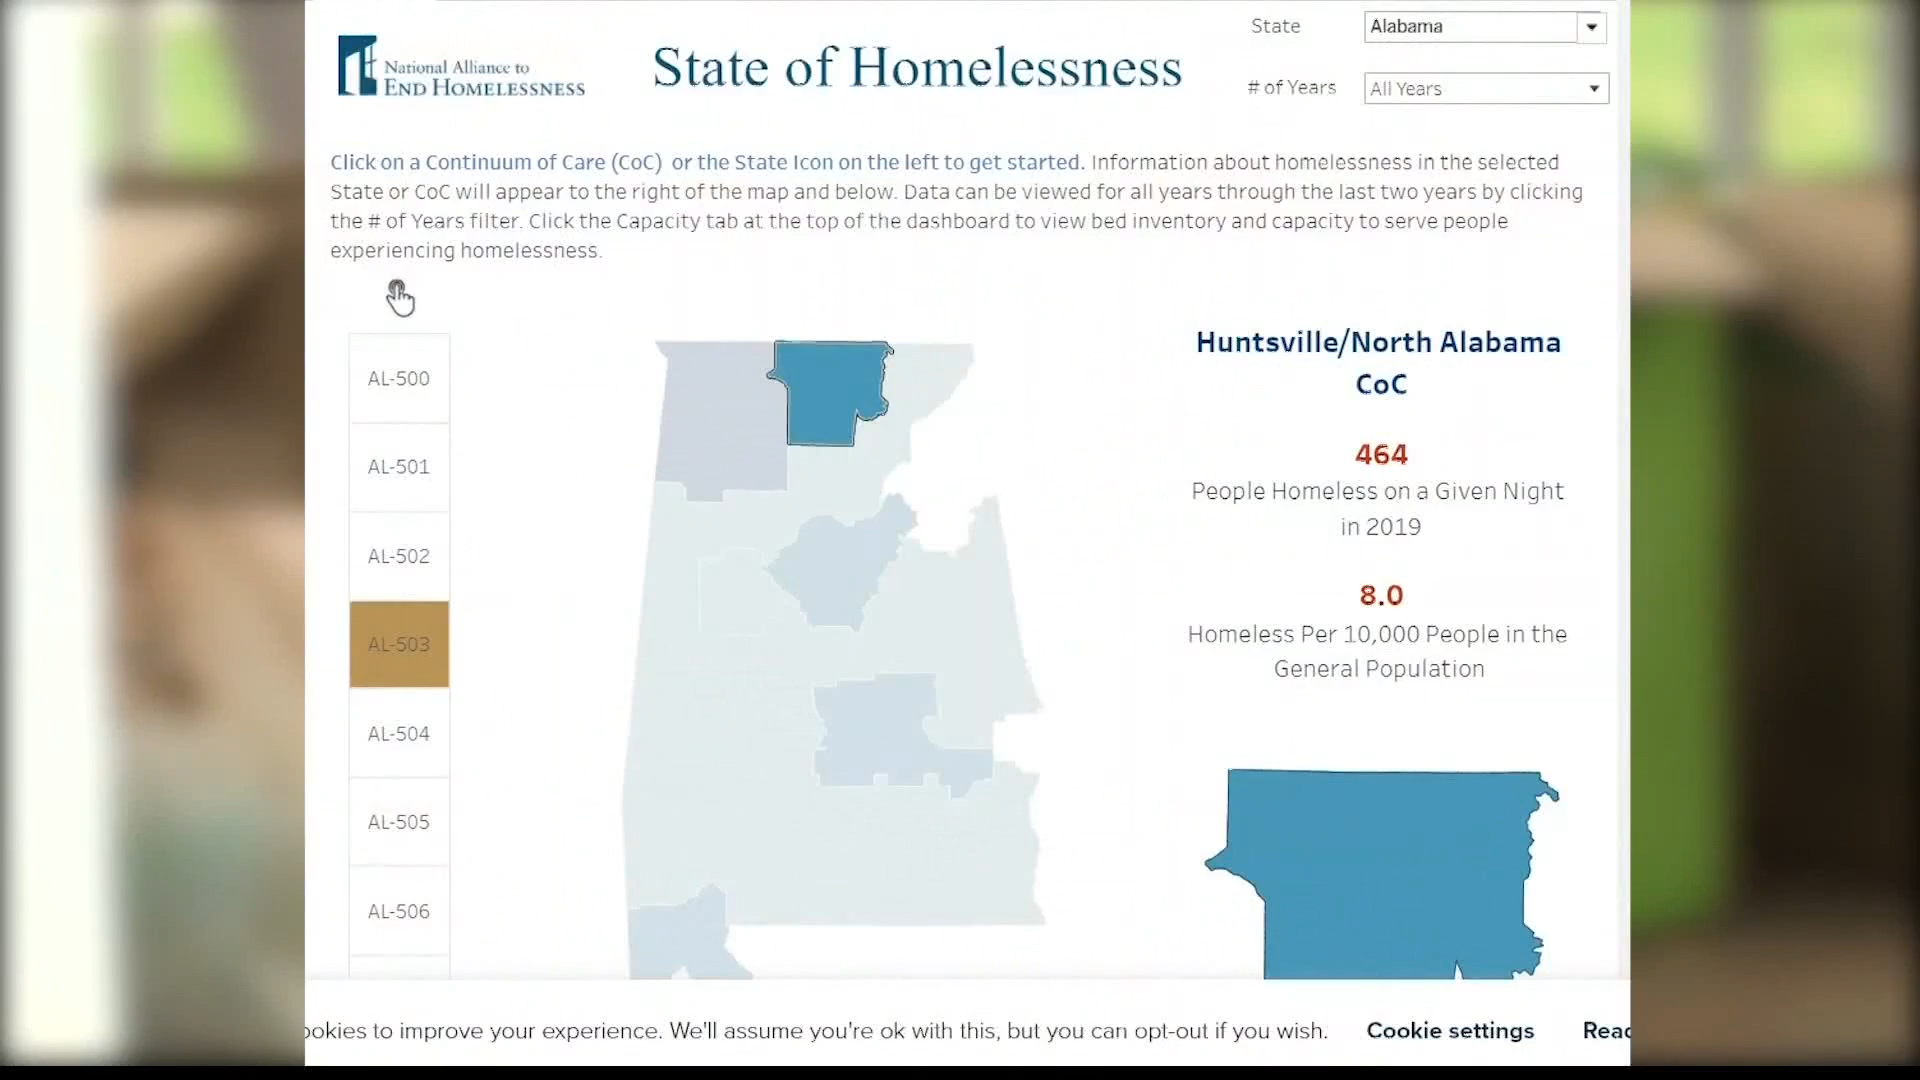 National Alliance to
END HOMELESSNESS
State of Homelessness
State
Alabama
# of Years
All Years
Click on a Continuum of Care (CoC) or the State Icon on the left to get started. Information about homelessness in the selected
State or CoC will appear to the right of the map and below. Data can be viewed for all years through the last two years by clicking
the # of Years filter. Click the Capacity tab at the top of the dashboard to view bed inventory and capacity to serve people
experiencing homelessness.
AL-500
AL-501
AL-502
AL-503
AL-504
AL-505
AL-506
Huntsville/North Alabama
CoC
464
People Homeless on a Given Night
in 2019
8.0
Homeless Per 10,000 People in the
General Population
ookies to improve your experience. We'll assume you're ok with this, but you can opt-out if you wish.
Cookie settings
Read